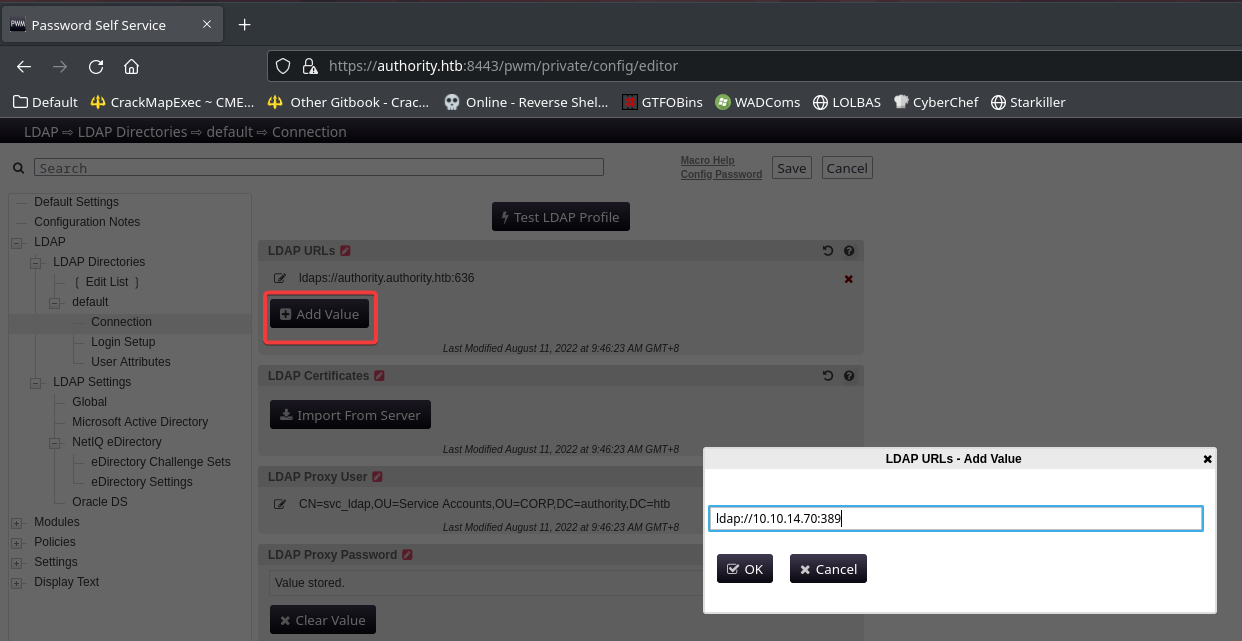 PWM Password Self Service
https://authority.htb:8443/pwm/private/config/editor
Default CrackMapExec ~ CME... Other Gitbook - Crac... Online - Reverse Shel... GTFOBins WADComs LOLBAS CyberChef Starkiller
LDAP ⇨ LDAP Directories ⇨ default ⇨ Connection
Search
Macro Help
Config Password
Save
Cancel
Default Settings
Configuration Notes
LDAP
LDAP Directories
[ Edit List ]
default
Connection
Login Setup
User Attributes
LDAP Settings
Global
Microsoft Active Directory
NetIQ eDirectory
eDirectory Challenge Sets
eDirectory Settings
Oracle DS
Modules
Policies
Settings
Display Text
Test LDAP Profile
LDAP URLs
ldaps://authority.authority.htb:636
Add Value
Last Modified August 11, 2022 at 9:46:23 AM GMT+8
LDAP Certificates
Import From Server
Last Modified August 11, 2022 at 9:46:23 AM GMT+8
LDAP Proxy User
CN=svc_ldap,OU=Service Accounts,OU=CORP,DC=authority,DC=htb
Last Modified August 11, 2022 at 9:46:23 AM GMT+8
LDAP Proxy Password
Value stored.
Clear Value
LDAP URLs - Add Value
ldap://10.10.14.70:389
OK
Cancel